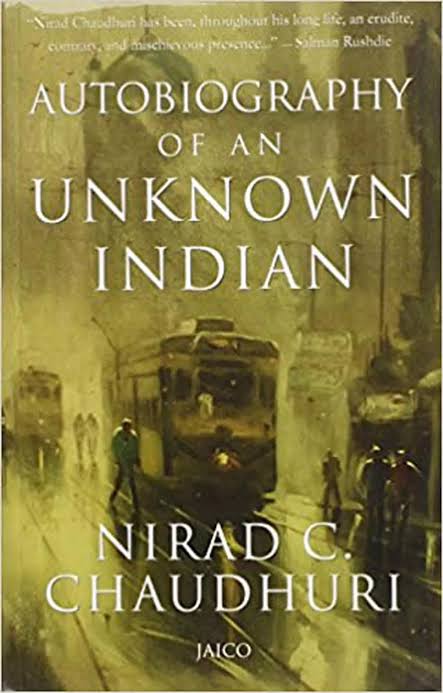 “Nirad Chaudhuri has been, throughout his long life, an erudite,
contrary, and mischievous presence...” —Salman Rushdie
AUTOBIOGRAPHY
OF AN
UNKNOWN
INDIAN
NIRAD C.
CHAUDHURI
JAICO